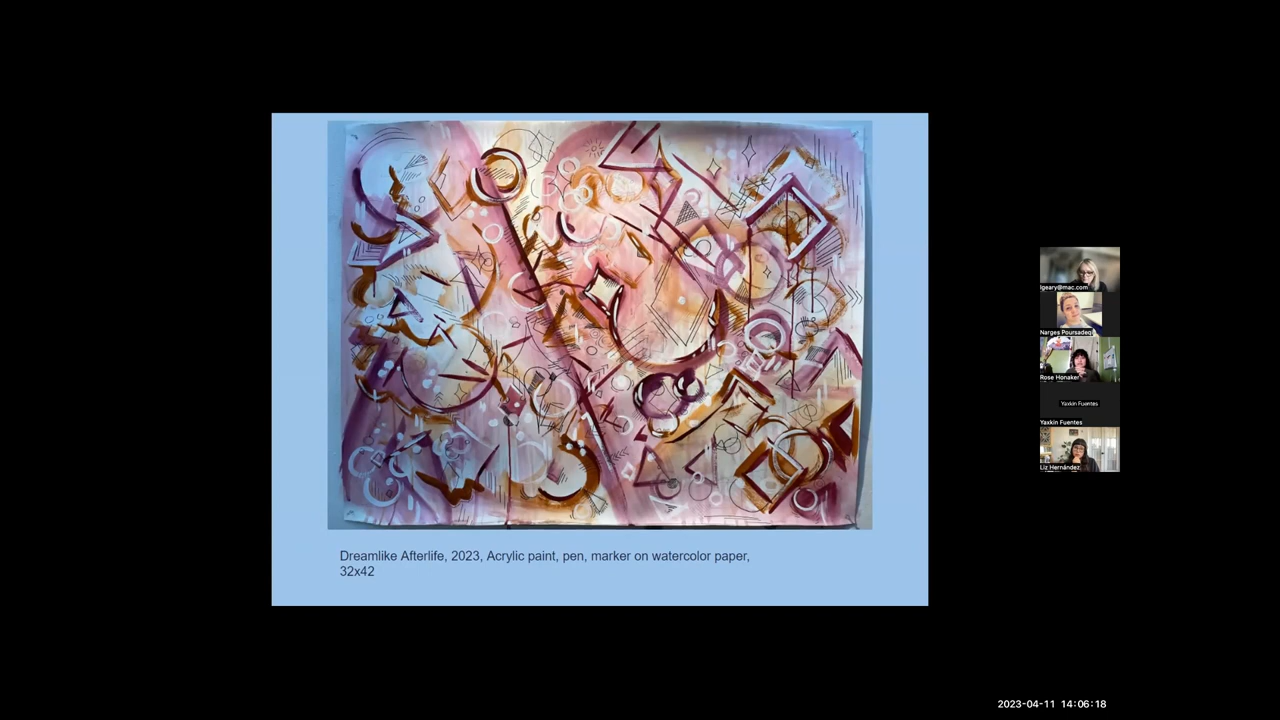 Dreamlike Afterlife, 2023, Acrylic paint, pen, marker on watercolor paper,
32x42
lgeary@mac.com
Narges Poursadeqi
Rose Honaker
Yaxkin Fuentes
Yaxkin Fuentes
Liz Hernández
2023-04-11 14:06:18